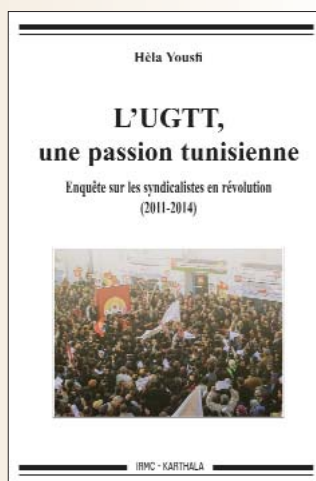 Hèla Yousfi
L'UGTT,
une passion tunisienne
Enquête sur les syndicalistes en révolution
(2011-2014)
IRMC - KARTHALA